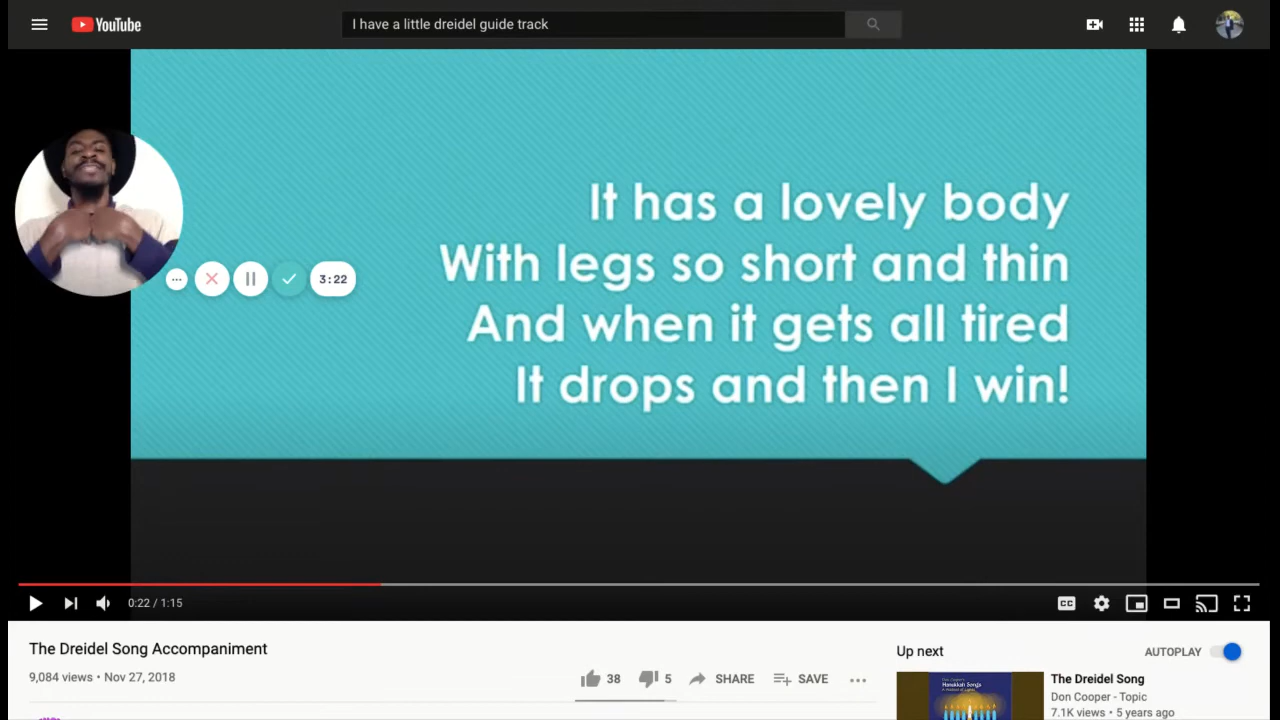 YouTube
I have a little dreidel guide track
It has a lovely body
With legs so short and thin
And when it gets all tired
It drops and then I win!
3:22
0:22 / 1:15
CC
The Dreidel Song Accompaniment
9,084 views • Nov 27, 2018
38
5
SHARE
SAVE
Up next
AUTOPLAY
Hanukkah Songs
The Dreidel Song
Don Cooper - Topic
7.1K views • 5 years ago